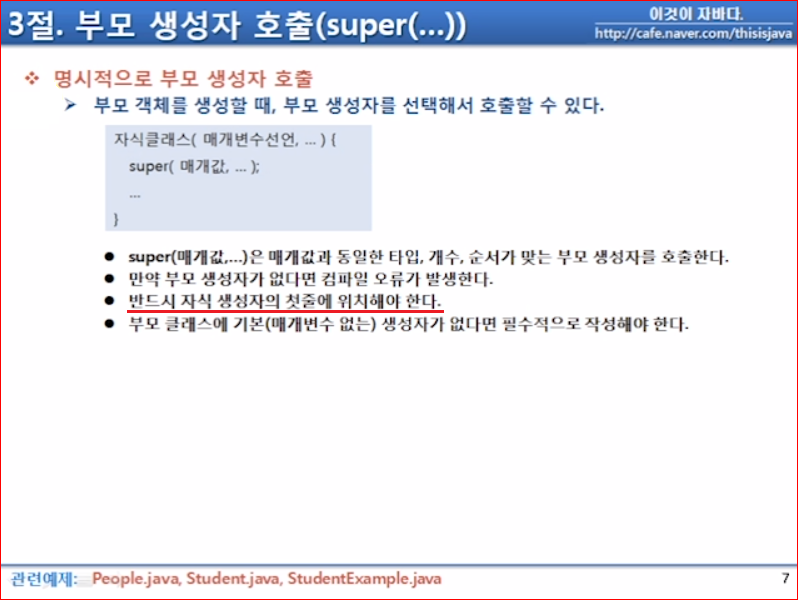 3절. 부모 생성자 호출(super(...))
이것이 자바다.
http://cafe.naver.com/thisisjava
❖ 명시적으로 부모 생성자 호출
➢ 부모 객체를 생성할 때, 부모 생성자를 선택해서 호출할 수 있다.
자식클래스( 매개변수선언, ... ) {
super( 매개값, ... );
...
}
● super(매개값,...)은 매개값과 동일한 타입, 개수, 순서가 맞는 부모 생성자를 호출한다.
● 만약 부모 생성자가 없다면 컴파일 오류가 발생한다.
● 반드시 자식 생성자의 첫줄에 위치해야 한다.
● 부모 클래스에 기본(매개변수 없는) 생성자가 없다면 필수적으로 작성해야 한다.
관련예제: People.java, Student.java, StudentExample.java
7